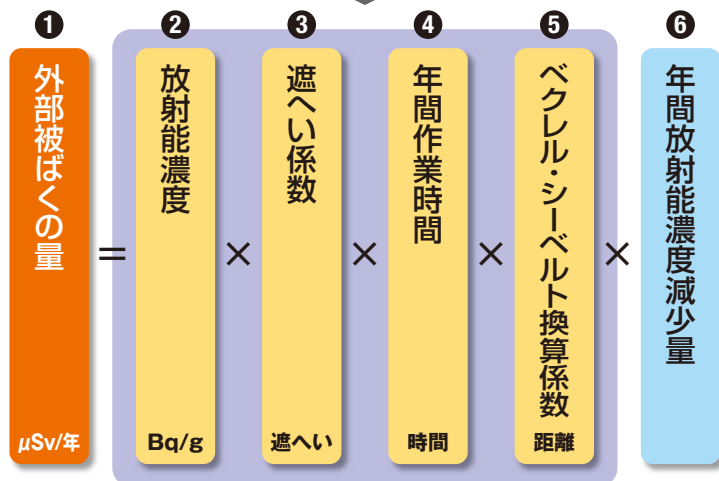 ❶
外部被ばくの量
μSv/年
=
❷
放射能濃度
Bq/g
×
❸
遮へい係数
遮へい
×
❹
年間作業時間
時間
×
❺
ベクレル・シーベルト換算係数
距離
×
❻
年間放射能濃度減少量